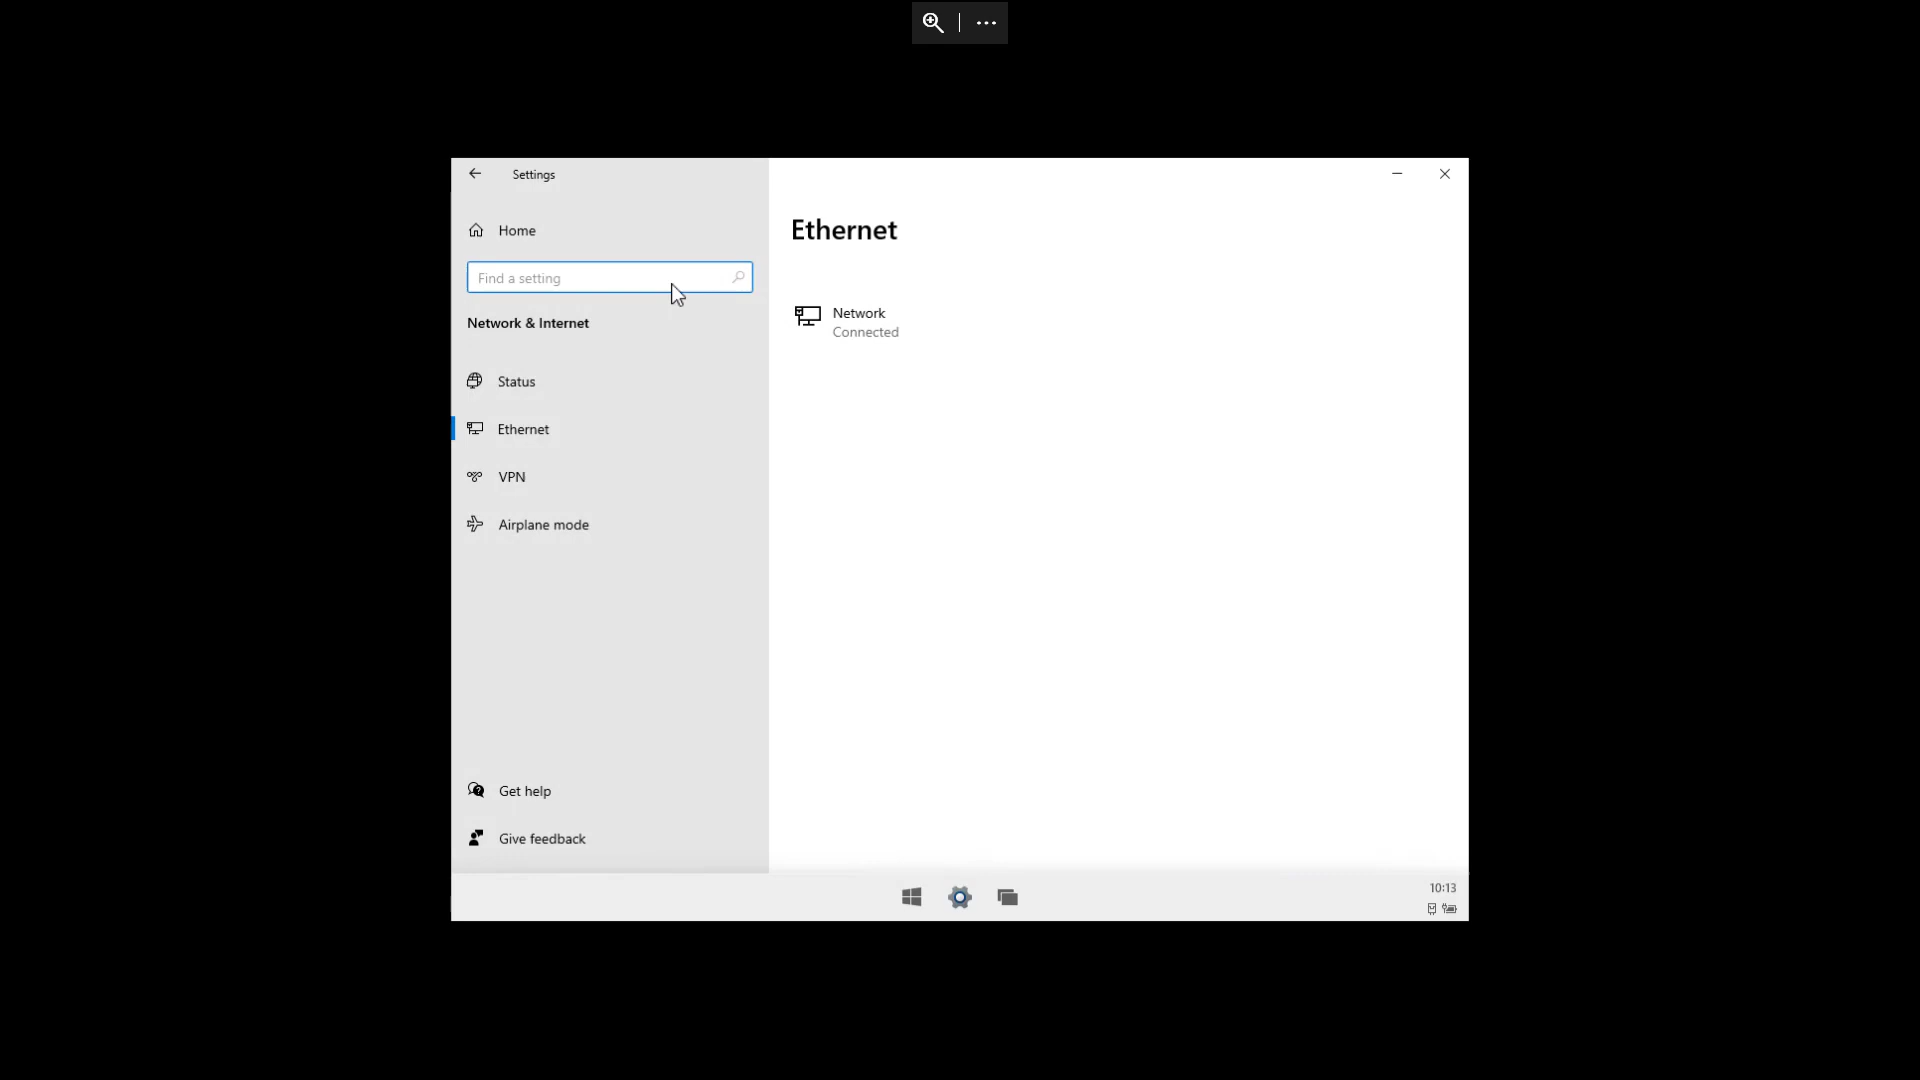 Settings
Home
Find a setting
Network & Internet
Status
Ethernet
VPN
Airplane mode
Get help
Give feedback
Ethernet
Network
Connected
10:13